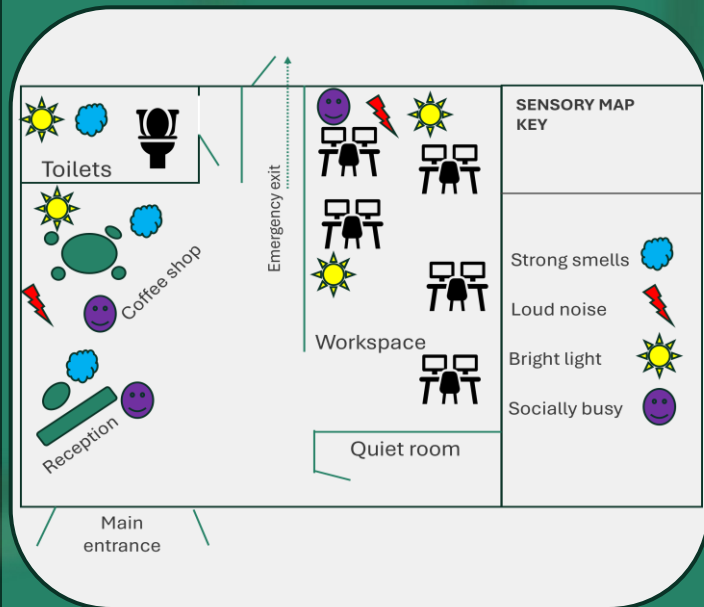 SENSORY MAP
KEY
Toilets
Emergency exit
Coffee shop
Strong smells
Loud noise
Workspace
Bright light
Socially busy
Reception
Quiet room
Main
entrance